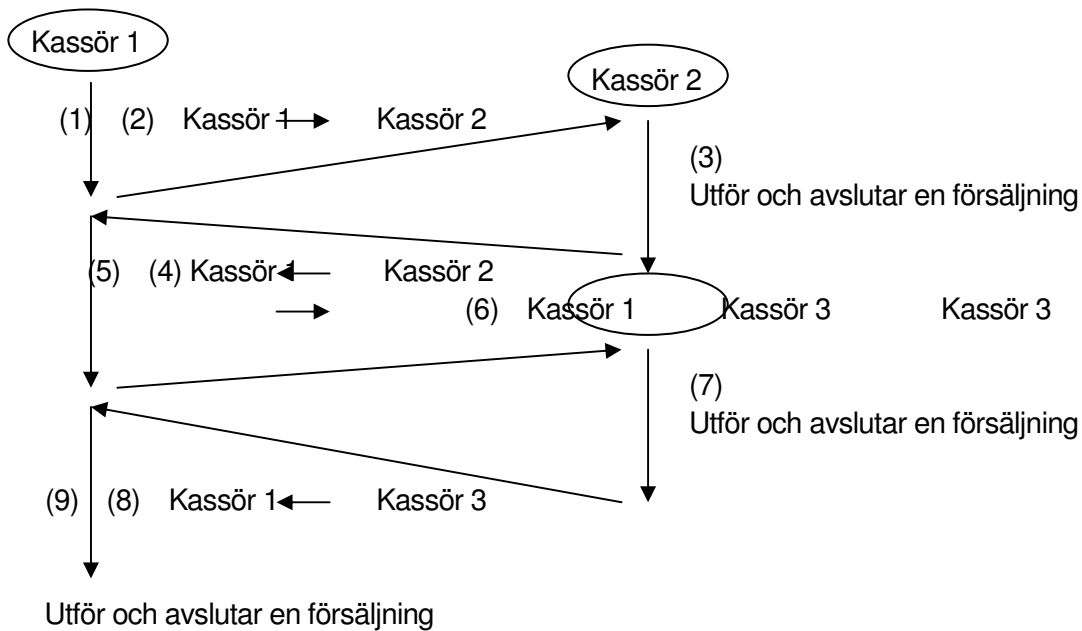 Kassör 1
Kassör 2
(1) (2) Kassör 1 Kassör 2
(3)
Utför och avslutar en försäljning
(5) (4) Kassör 1 Kassör 2
(6) Kassör 1 Kassör 3 Kassör 3
(7)
Utför och avslutar en försäljning
(9) (8) Kassör 1 Kassör 3
Utför och avslutar en försäljning